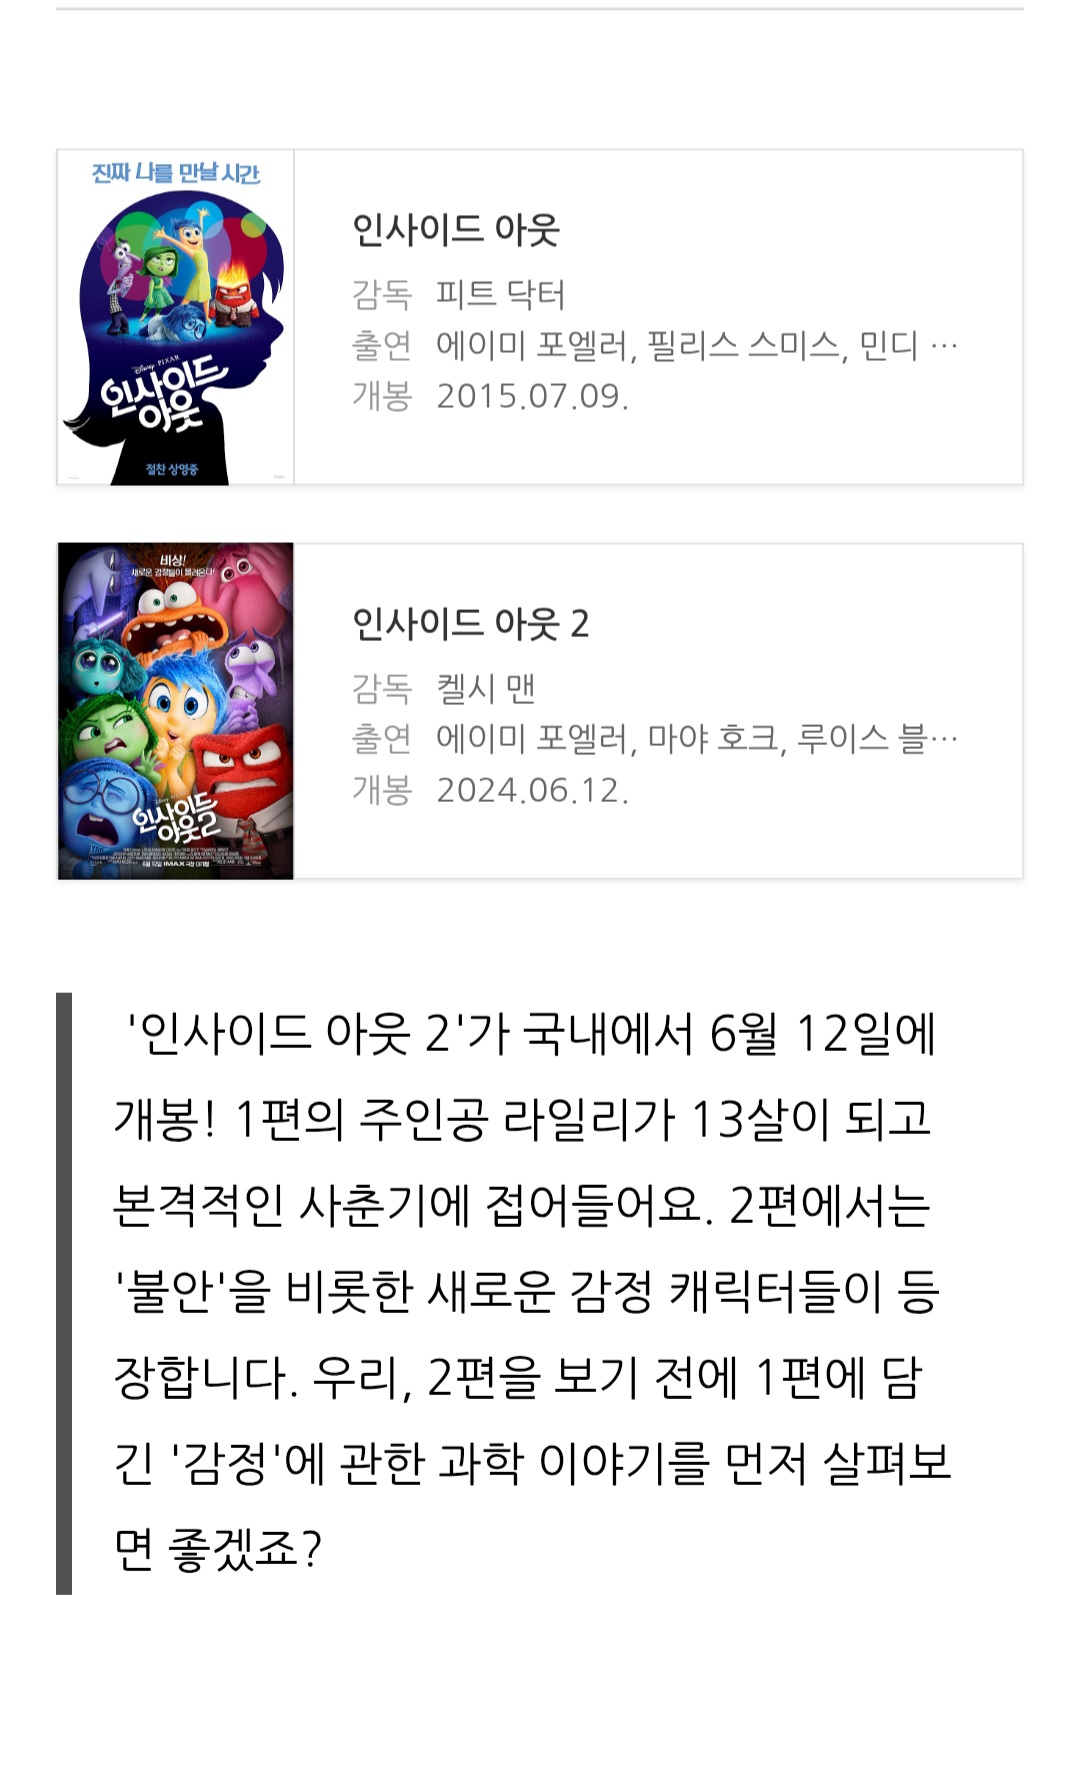 진짜 나를 만날 시간
Disney PIXAR
인사이드
아웃
절찬 상영중
인사이드 아웃
감독 피트 닥터
출연 에이미 포엘러, 필리스 스미스, 민디 …
개봉 2015.07.09.
비상!
새로운 감정들이 몰려온다!
인사이드
아웃2
6월 12일 IMAX 극장 대개봉
인사이드 아웃 2
감독 켈시 맨
출연 에이미 포엘러, 마야 호크, 루이스 블…
개봉 2024.06.12.
'인사이드 아웃 2'가 국내에서 6월 12일에
개봉! 1편의 주인공 라일리가 13살이 되고
본격적인 사춘기에 접어들어요. 2편에서는
'불안'을 비롯한 새로운 감정 캐릭터들이 등
장합니다. 우리, 2편을 보기 전에 1편에 담
긴 '감정'에 관한 과학 이야기를 먼저 살펴보
면 좋겠죠?